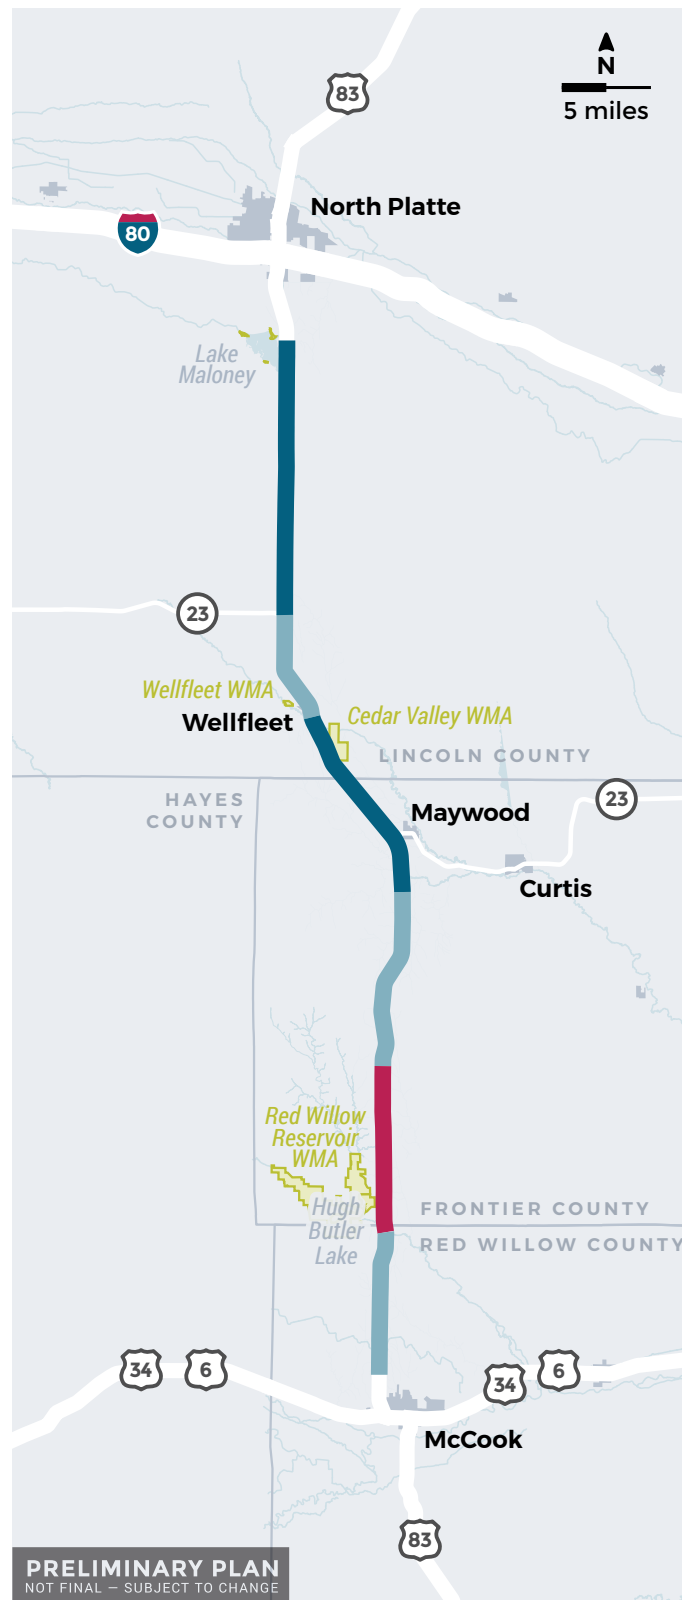 N
5 miles
83
North Platte
80
Lake
Maloney
23
Wellfleet WMA
Wellfleet
Cedar Valley WMA
LINCOLN COUNTY
HAYES
COUNTY
23
Maywood
Curtis
Red Willow
Reservoir
WMA
Hugh
Butler
Lake
FRONTIER COUNTY
RED WILLOW COUNTY
34
6
34
6
McCook
83
PRELIMINARY PLAN
NOT FINAL – SUBJECT TO CHANGE